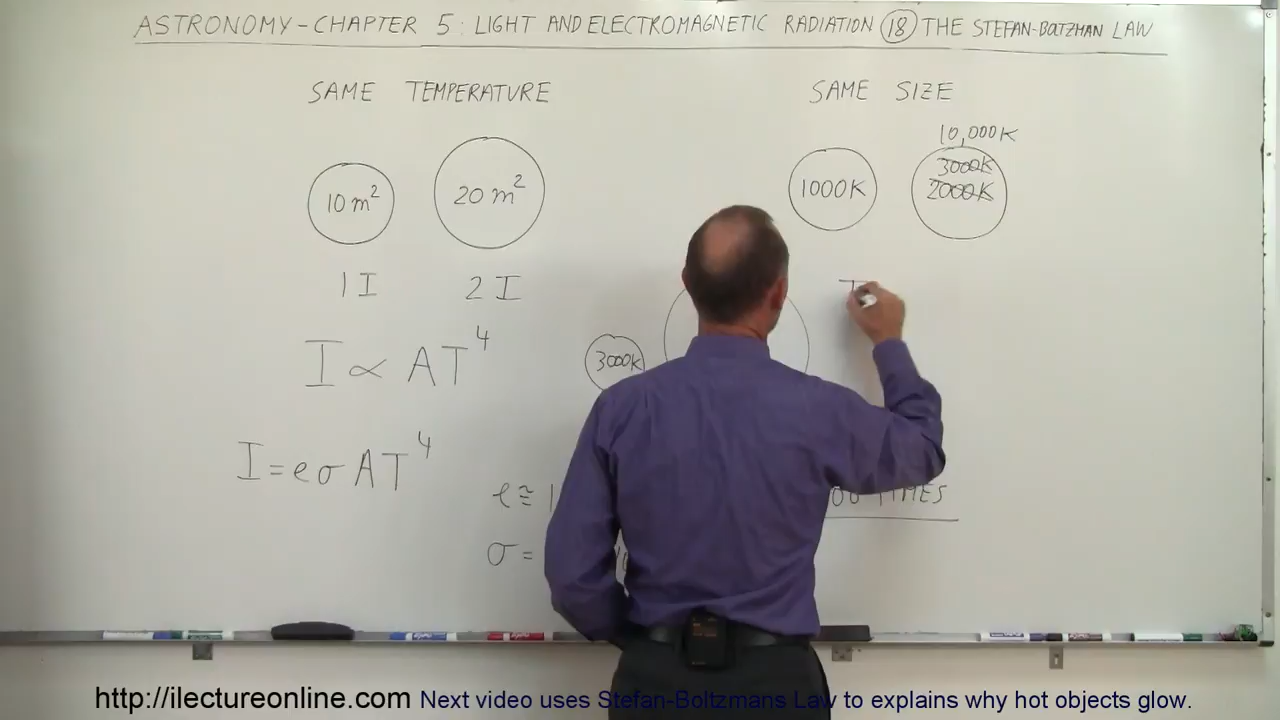 ASTRONOMY - CHAPTER 5 : LIGHT AND ELECTROMAGNETIC RADIATION 18 THE STEFAN-BOLTZMAN LAW
SAME TEMPERATURE
SAME SIZE
10 m²
20 m²
1000K
10,000K
3000K
2000K
1 I
2 I
I ∝ AT⁴
3000K
I = eσAT⁴
e ≅ 1
TIMES
σ =
http://ilectureonline.com Next video uses Stefan-Boltzmans Law to explains why hot objects glow.